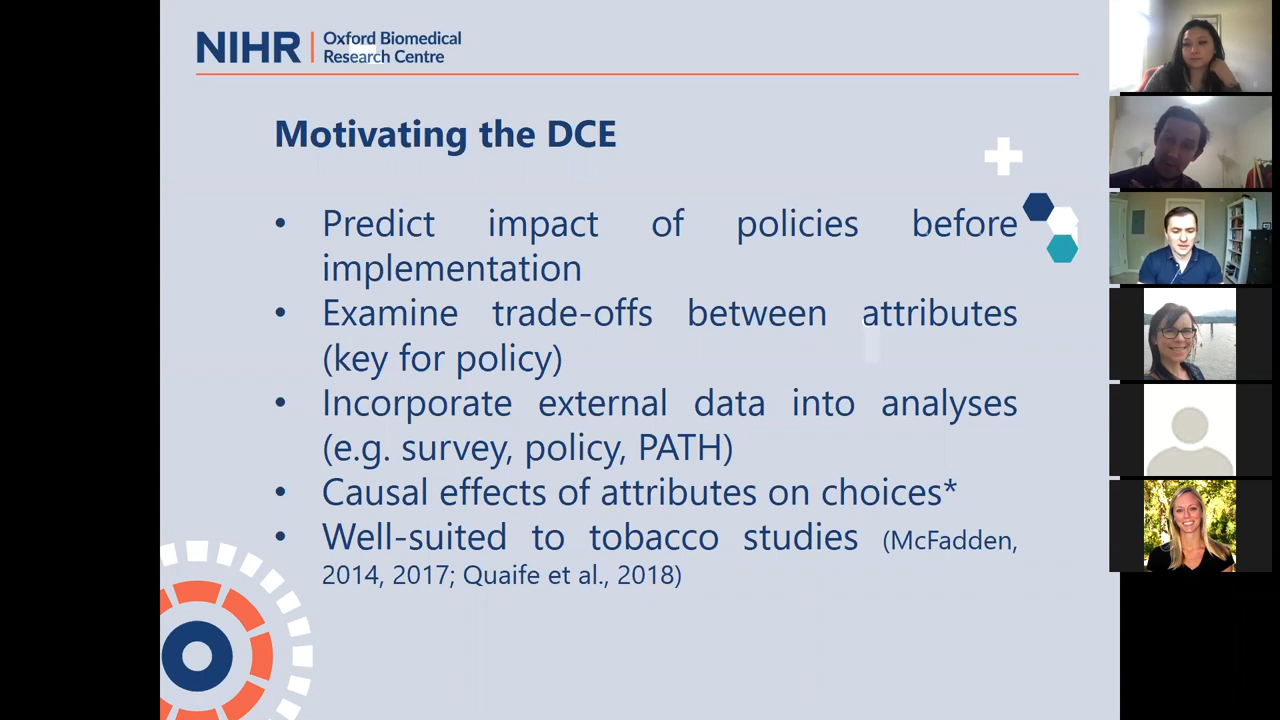 NIHR | Oxford Biomedical
Research Centre
Motivating the DCE
• Predict impact of policies before
implementation
• Examine trade-offs between attributes
(key for policy)
• Incorporate external data into analyses
(e.g. survey, policy, PATH)
• Causal effects of attributes on choices*
• Well-suited to tobacco studies (McFadden,
2014, 2017; Quaife et al., 2018)